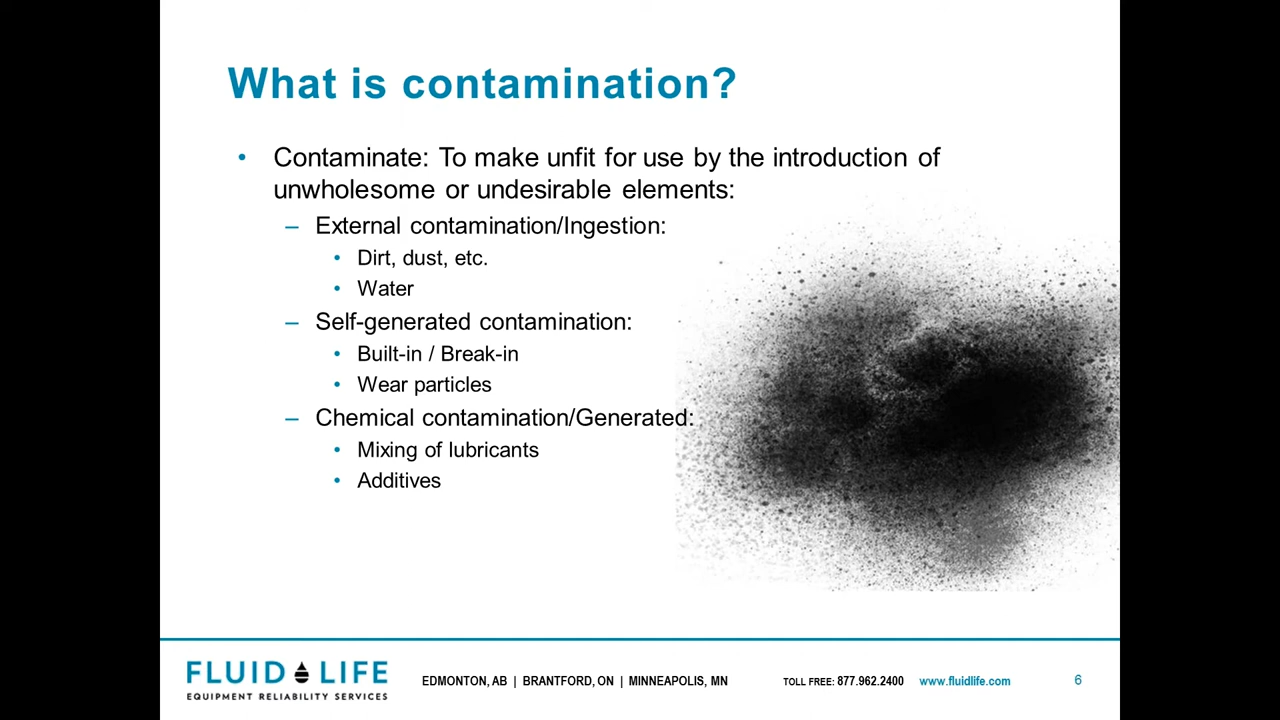 What is contamination?
• Contaminate: To make unfit for use by the introduction of
unwholesome or undesirable elements:
– External contamination/Ingestion:
• Dirt, dust, etc.
• Water
– Self-generated contamination:
• Built-in / Break-in
• Wear particles
– Chemical contamination/Generated:
• Mixing of lubricants
• Additives
FLUID LIFE
EQUIPMENT RELIABILITY SERVICES
EDMONTON, AB | BRANTFORD, ON | MINNEAPOLIS, MN
TOLL FREE: 877.962.2400 www.fluidlife.com
6